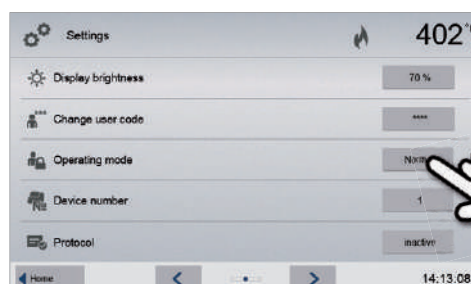 Settings 402°
Display brightness 70 %
Change user code ****
Operating mode
Device number 1
Protocol inactive
Home 14:13:08